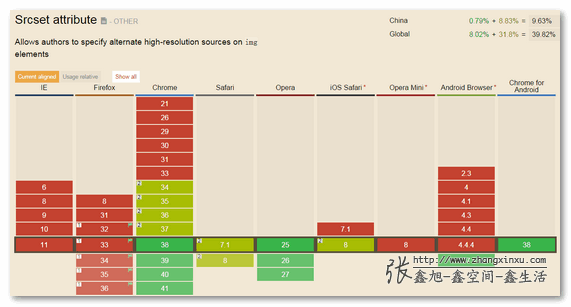 Srcset attribute - OTHER
China 0.79% + 8.83% = 9.63%
Global 8.02% + 31.8% = 39.82%
Allows authors to specify alternate high-resolution sources on img
elements
Current aligned Usage relative Show all
IE Firefox Chrome Safari Opera iOS Safari * Opera Mini * Android Browser * Chrome for
Android
21
26
29
30
31
33 2.3
6 34 4
8 8 35 4.1
9 31 36 4.3
10 32 37 7.1 4.4
11 33 38 7.1 25 8 8 4.4.4 38
34 39 8 26
35 40 27
36 41
http://www.zhangxinxu.com
张鑫旭-鑫空间-鑫生活